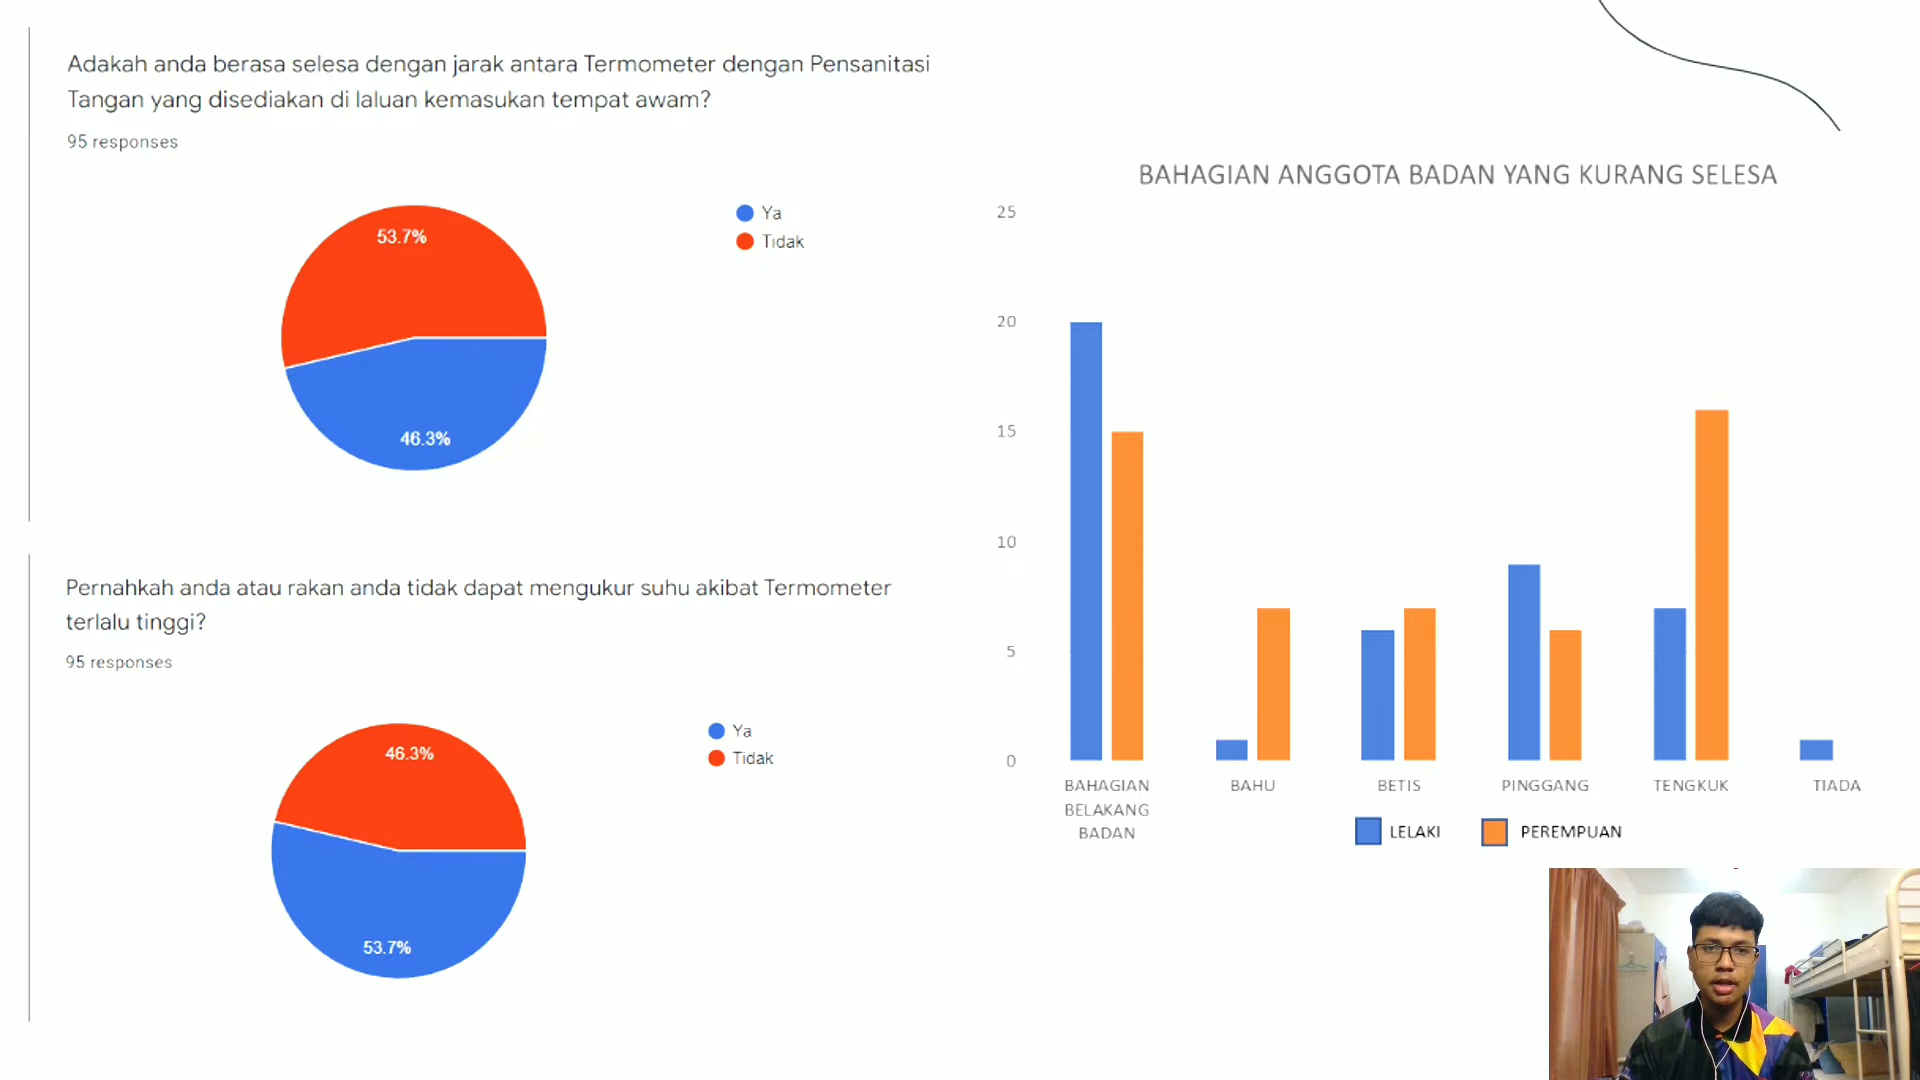 Adakah anda berasa selesa dengan jarak antara Termometer dengan Pensanitasi
Tangan yang disediakan di laluan kemasukan tempat awam?
95 responses
53.7%
46.3%
Ya
Tidak
Pernahkah anda atau rakan anda tidak dapat mengukur suhu akibat Termometer
terlalu tinggi?
95 responses
46.3%
53.7%
Ya
Tidak
BAHAGIAN ANGGOTA BADAN YANG KURANG SELESA
25
20
15
10
5
0
BAHAGIAN
BELAKANG
BADAN
BAHU
BETIS
PINGGANG
TENGKUK
TIADA
LELAKI
PEREMPUAN